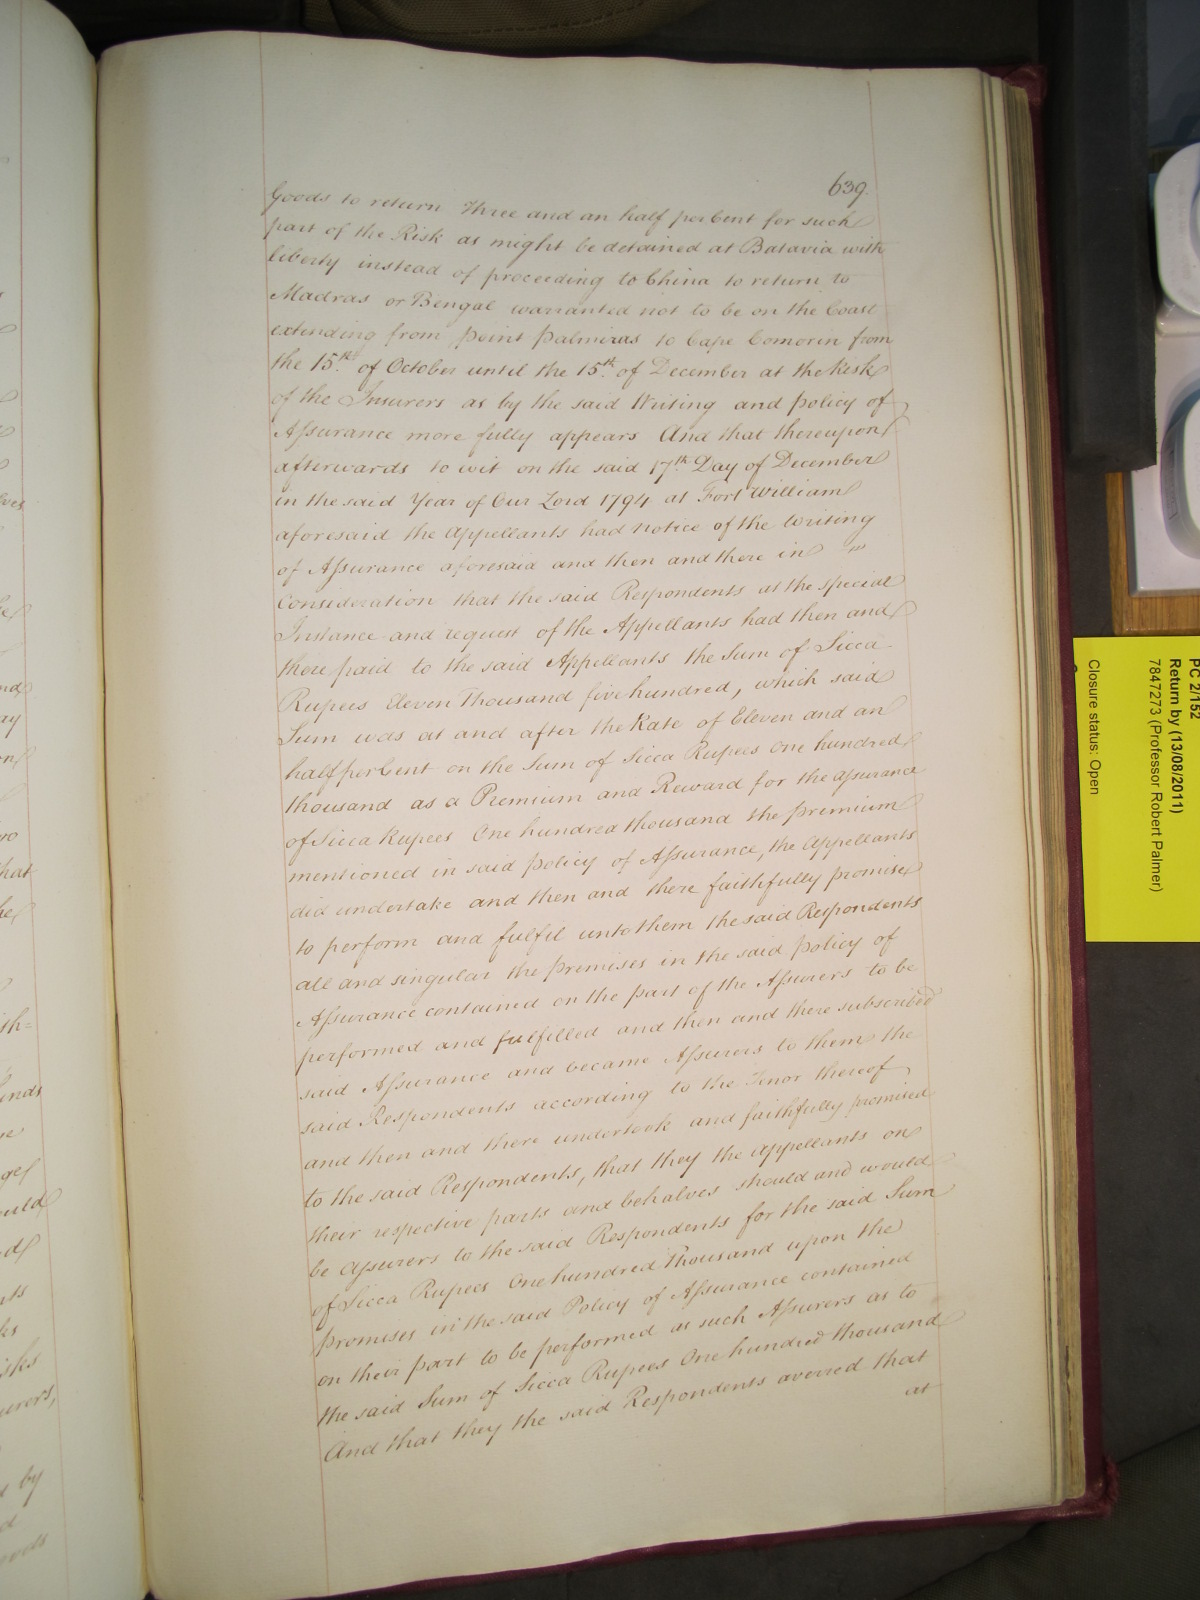 639.
Goods to return three and an half per Cent for such
part of the Risk as might be detained at Batavia with
liberty instead of proceeding to China to return to
Madras or Bengal warranted not to be on the Coast
extending from Point Palmiras to Cape Comorin from
the 15th. of October until the 15th. of December at the Risk
of the Insurers as by the said Writing and policy of
Assurance more fully appears And that thereupon
afterwards to wit on the said 17th. Day of December
in the said Year of Our Lord 1794 at Fort William
aforesaid the Appellants had notice of the Writing
of Assurance aforesaid and then and there in "
Consideration that the said Respondents at the special
Instance and request of the Appellants had then and
there paid to the said Appellants the Sum of Sicca
Rupees Eleven Thousand five hundred, which said
Sum was at and after the Rate of Eleven and an
half per Cent on the Sum of Sicca Rupees One hundred
thousand as a Premium and Reward for the assurance
of Sicca Rupees One hundred thousand the premium
mentioned in said policy of Assurance, the Appellants
did undertake and then and there faithfully promise
to perform and fulfil unto them the said Respondents
all and singular the premises in the said policy of
Assurance contained on the part of the Assurers to be
performed and fulfilled and then and there subscribed
said Assurance and became Assurers to them the
said Respondents according to the Tenor thereof
and then and there undertook and faithfully promised
to the said Respondents, that they the Appellants on
their respective parts and behalves should and would
be Assurers to the said Respondents for the said Sum
of Sicca Rupees One hundred thousand upon the
promises in the said Policy of Assurance contained
on their part to be performed as such Assurers as to
the said Sum of Sicca Rupees One hundred thousand
And that they the said Respondents averred that
at
PC 2/152
Return by (13/08/2011)
7847273 (Professor Robert Palmer)
Closure status: Open